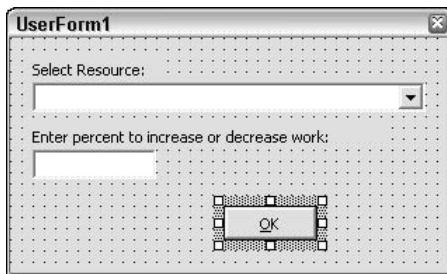 UserForm1
Select Resource:
Enter percent to increase or decrease work:
OK